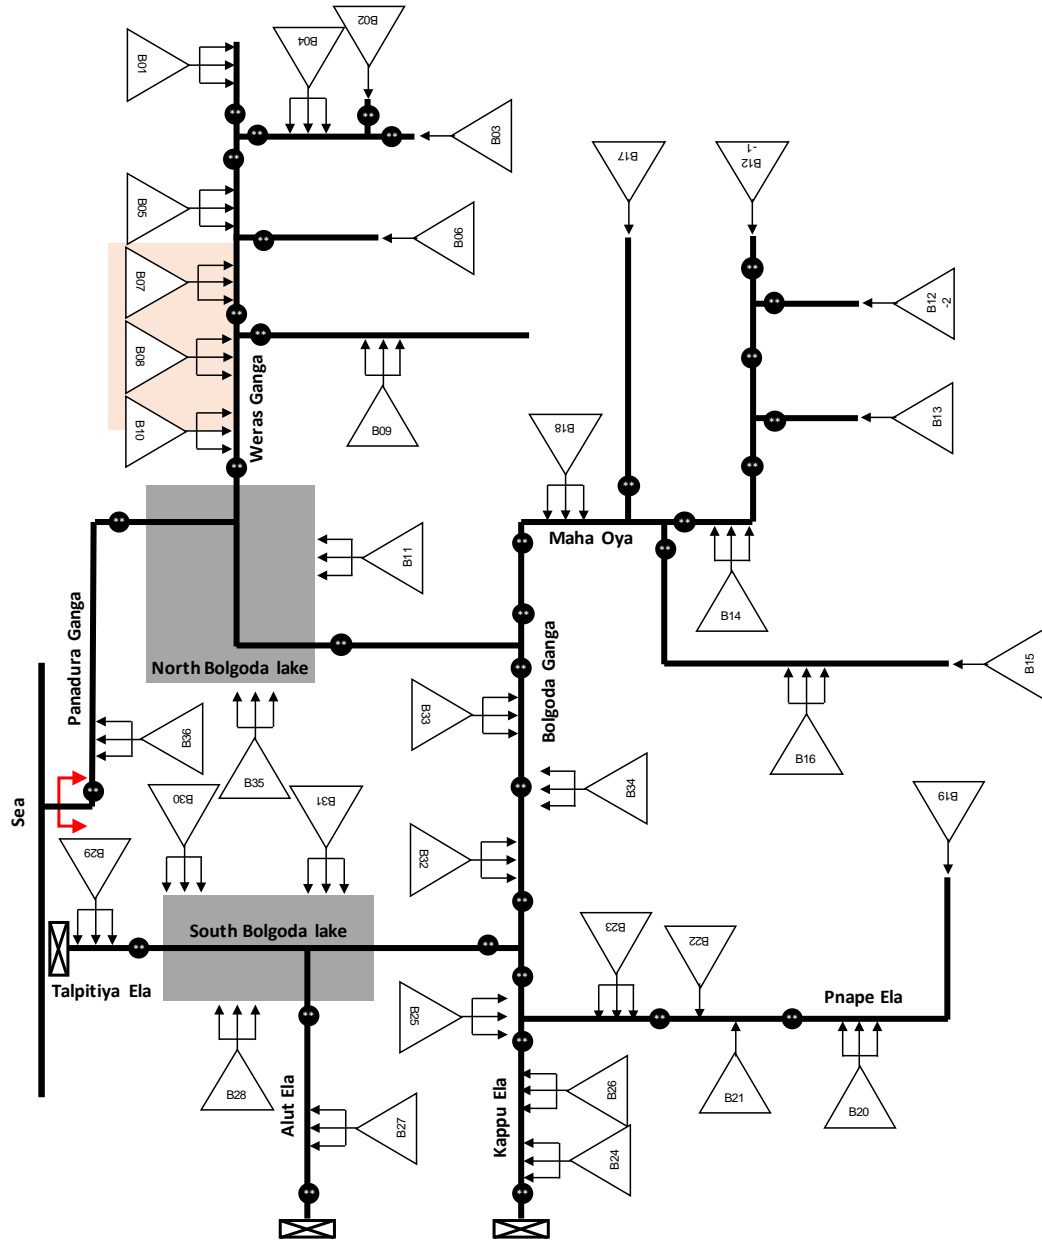 B02
B04
B01
B03
B17
B12
-1
B05
B06
B07
B12
-2
B08
B13
B10
Weras Ganga
B09
B18
Maha Oya
B11
B14
North Bolgoda lake
B15
Panadura Ganga
Bolgoda Ganga
B33
B36
B16
B35
B34
B30
B31
B19
Sea
B29
B32
South Bolgoda lake
B23
B22
Talpitiya Ela
Pnape Ela
B25
B28
Alut Ela
B27
Kappu Ela
B26
B21
B20
B24